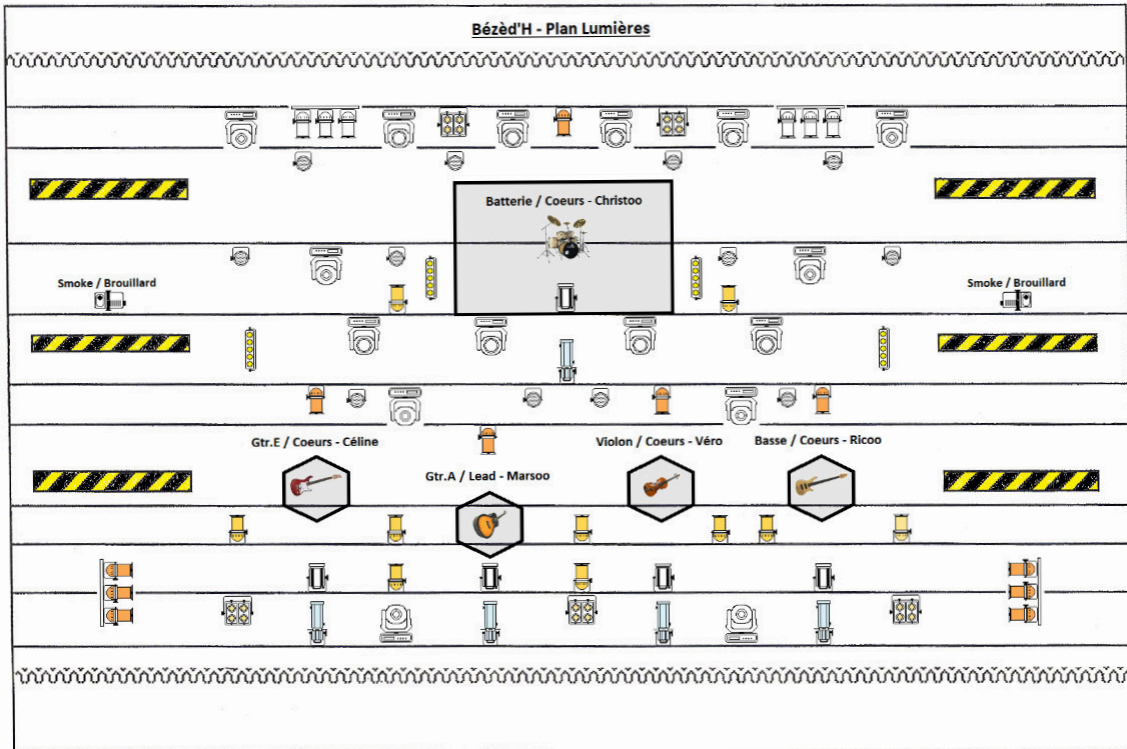 Bézèd'H - Plan Lumières
Batterie / Coeurs - Christoo
Smoke / Brouillard
Smoke / Brouillard
Gtr.E / Coeurs - Céline
Violon / Coeurs - Véro
Basse / Coeurs - Ricoo
Gtr.A / Lead - Marsoo